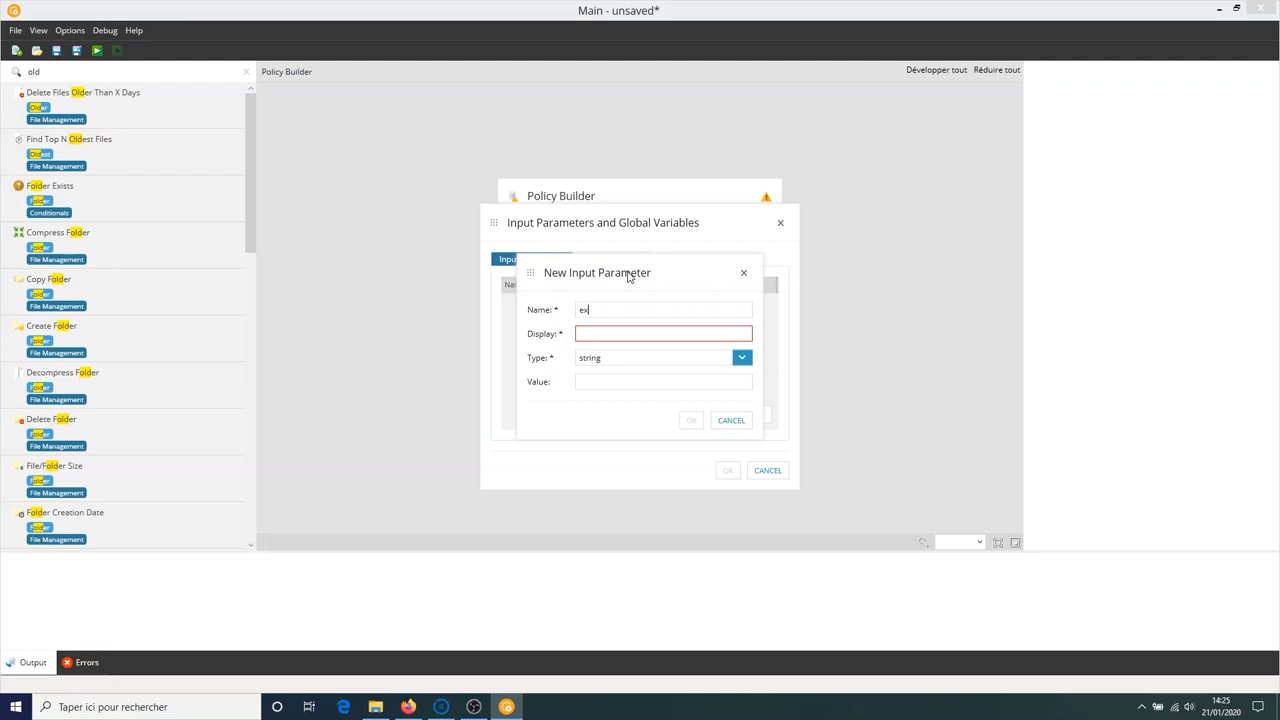 Main - unsaved*
File View Options Debug Help
old
Policy Builder
Développer tout Réduire tout
Delete Files Older Than X Days
Older
File Management
Find Top N Oldest Files
Oldest
File Management
Folder Exists
Folder
Conditionals
Compress Folder
Folder
File Management
Copy Folder
Folder
File Management
Create Folder
Folder
File Management
Decompress Folder
Folder
File Management
Delete Folder
Folder
File Management
File/Folder Size
Folder
File Management
Folder Creation Date
Folder
File Management
Policy Builder
Input Parameters and Global Variables
New Input Parameter
Name: * ex
Display: *
Type: * string
Value:
OK CANCEL
OK CANCEL
Output Errors
Taper ici pour rechercher
14:25
21/01/2020